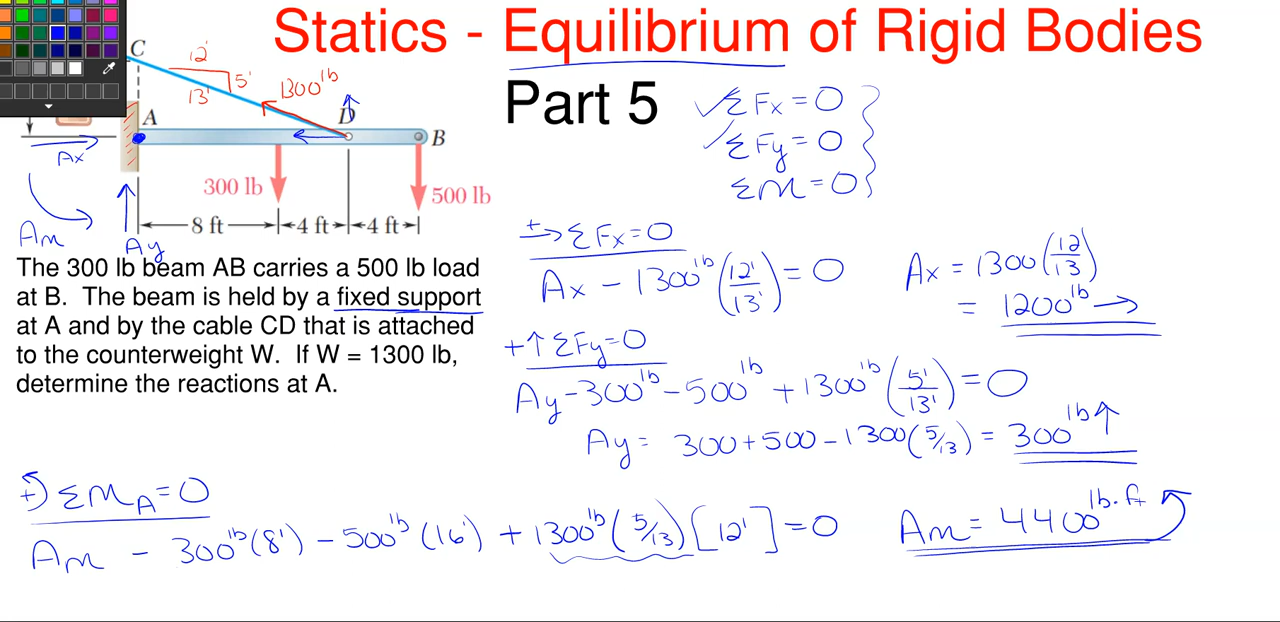 Statics - Equilibrium of Rigid Bodies
Part 5
ΣFx = 0
ΣFy = 0
ΣM = 0
C
12'
5'
13'
1300 lb
A
D
B
Ax
300 lb
500 lb
8 ft
4 ft
4 ft
Am
Ay
The 300 lb beam AB carries a 500 lb load
at B. The beam is held by a fixed support
at A and by the cable CD that is attached
to the counterweight W. If W = 1300 lb,
determine the reactions at A.
+→ ΣFx = 0
Ax - 1300 lb (12'/13') = 0
Ax = 1300 (12/13)
= 1200 lb →
+↑ ΣFy = 0
Ay - 300 lb - 500 lb + 1300 lb (5'/13') = 0
Ay = 300 + 500 - 1300 (5/13) = 300 lb ↑
+↺ ΣMA = 0
Am - 300 lb (8') - 500 lb (16') + 1300 lb (5/13) [12'] = 0
Am = 4400 lb·ft ↺